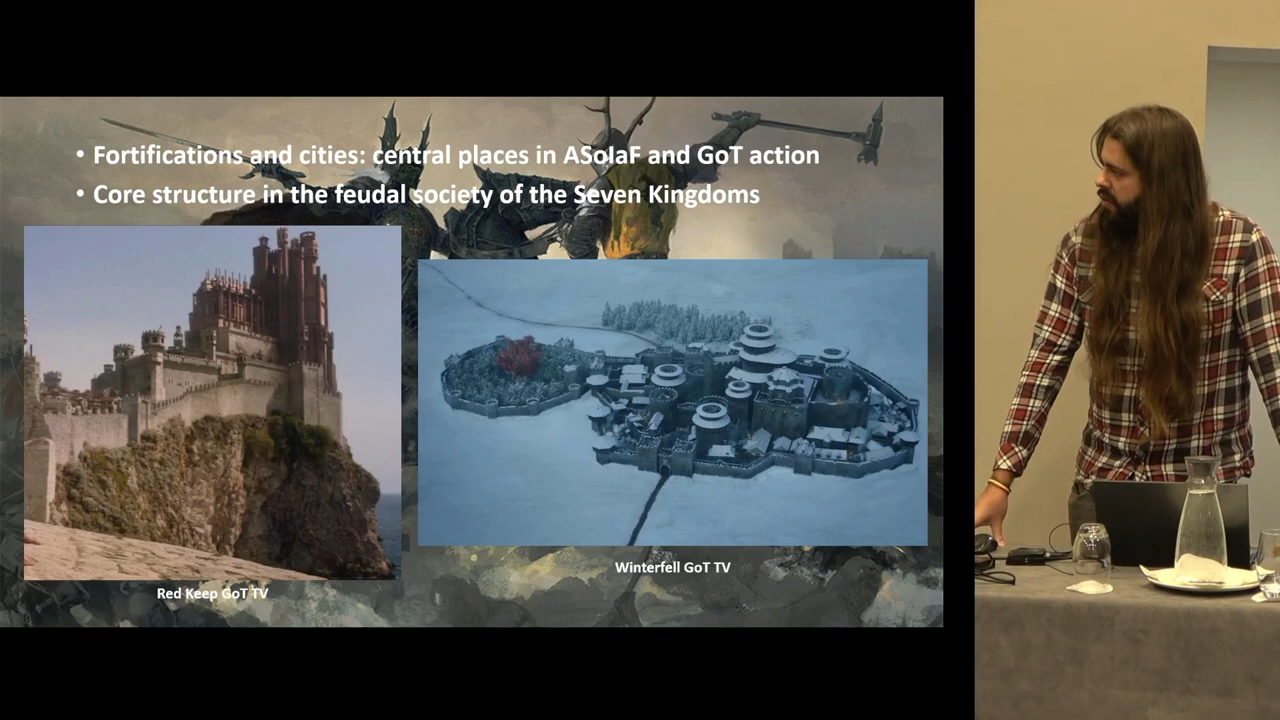 • Fortifications and cities: central places in ASoIaF and GoT action
• Core structure in the feudal society of the Seven Kingdoms
Red Keep GoT TV
Winterfell GoT TV